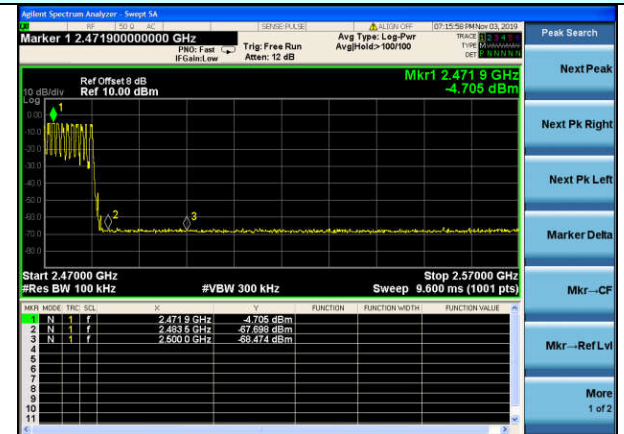 Agilent Spectrum Analyzer - Swept SA
RF 50 Ω AC SENSE:PULSE ALIGN OFF 07:15:58 PM Nov 03, 2019
Marker 1 2.471900000000 GHz
PNO: Fast
IFGain:Low
Trig: Free Run
Atten: 12 dB
Avg Type: Log-Pwr
Avg|Hold:>100/100
TRACE 1 2 3 4 5 6
TYPE M
DET P N N N N N
Peak Search
Next Peak
Next Pk Right
Next Pk Left
Marker Delta
Mkr→CF
Mkr→Ref Lvl
More
1 of 2
Ref Offset 8 dB
10 dB/div Ref 10.00 dBm
Log
Mkr1 2.471 9 GHz
-4.705 dBm
0.00
-10.0
-20.0
-30.0
-40.0
-50.0
-60.0
-70.0
-80.0
1
2
3
Start 2.47000 GHz Stop 2.57000 GHz
#Res BW 100 kHz #VBW 300 kHz Sweep 9.600 ms (1001 pts)
MKR MODE TRC SCL X Y FUNCTION FUNCTION WIDTH FUNCTION VALUE
1 N 1 f 2.471 9 GHz -4.705 dBm
2 N 1 f 2.483 5 GHz -67.698 dBm
3 N 1 f 2.500 0 GHz -68.474 dBm
4
5
6
7
8
9
10
11